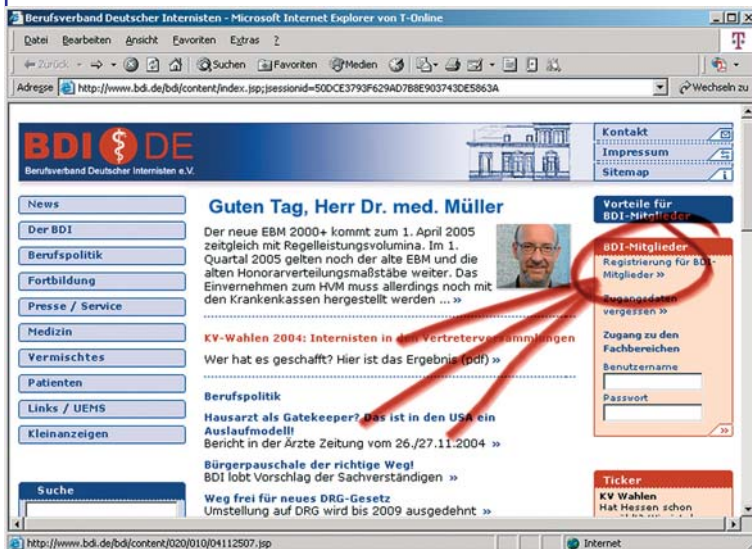 Berufsverband Deutscher Internisten - Microsoft Internet Explorer von T-Online
Datei Bearbeiten Ansicht Favoriten Extras ?
Zurück Suchen Favoriten Medien
Adresse http://www.bdi.de/bdi/content/index.jsp;jsessionid=50DCE3793F629AD7B8E903743DE5863A Wechseln zu
BDI DE
Berufsverband Deutscher Internisten e.V.
Kontakt
Impressum
Sitemap
News
Der BDI
Berufspolitik
Fortbildung
Presse / Service
Medizin
Vermischtes
Patienten
Links / UEMS
Kleinanzeigen
Suche
Guten Tag, Herr Dr. med. Müller
Der neue EBM 2000+ kommt zum 1. April 2005
zeitgleich mit Regelleistungsvolumina. Im 1.
Quartal 2005 gelten noch der alte EBM und die
alten Honorarverteilungsmaßstäbe weiter. Das
Einvernehmen zum HVM muss allerdings noch mit
den Krankenkassen hergestellt werden ... »
KV-Wahlen 2004: Internisten in den Vertreterversammlungen
Wer hat es geschafft? Hier ist das Ergebnis (pdf) »
Berufspolitik
Hausarzt als Gatekeeper? Das ist in den USA ein
Auslaufmodell!
Bericht in der Ärzte Zeitung vom 26./27.11.2004 »
Bürgerpauschale der richtige Weg!
BDI lobt Vorschlag der Sachverständigen »
Weg frei für neues DRG-Gesetz
Umstellung auf DRG wird bis 2009 ausgedehnt »
Vorteile für
BDI-Mitglieder
BDI-Mitglieder
Registrierung für BDI-
Mitglieder »
Zugangsdaten
vergessen »
Zugang zu den
Fachbereichen
Benutzername
Passwort
»
Ticker
KV Wahlen
Hat Hessen schon
http://www.bdi.de/bdi/content/020/010/04112507.jsp Internet